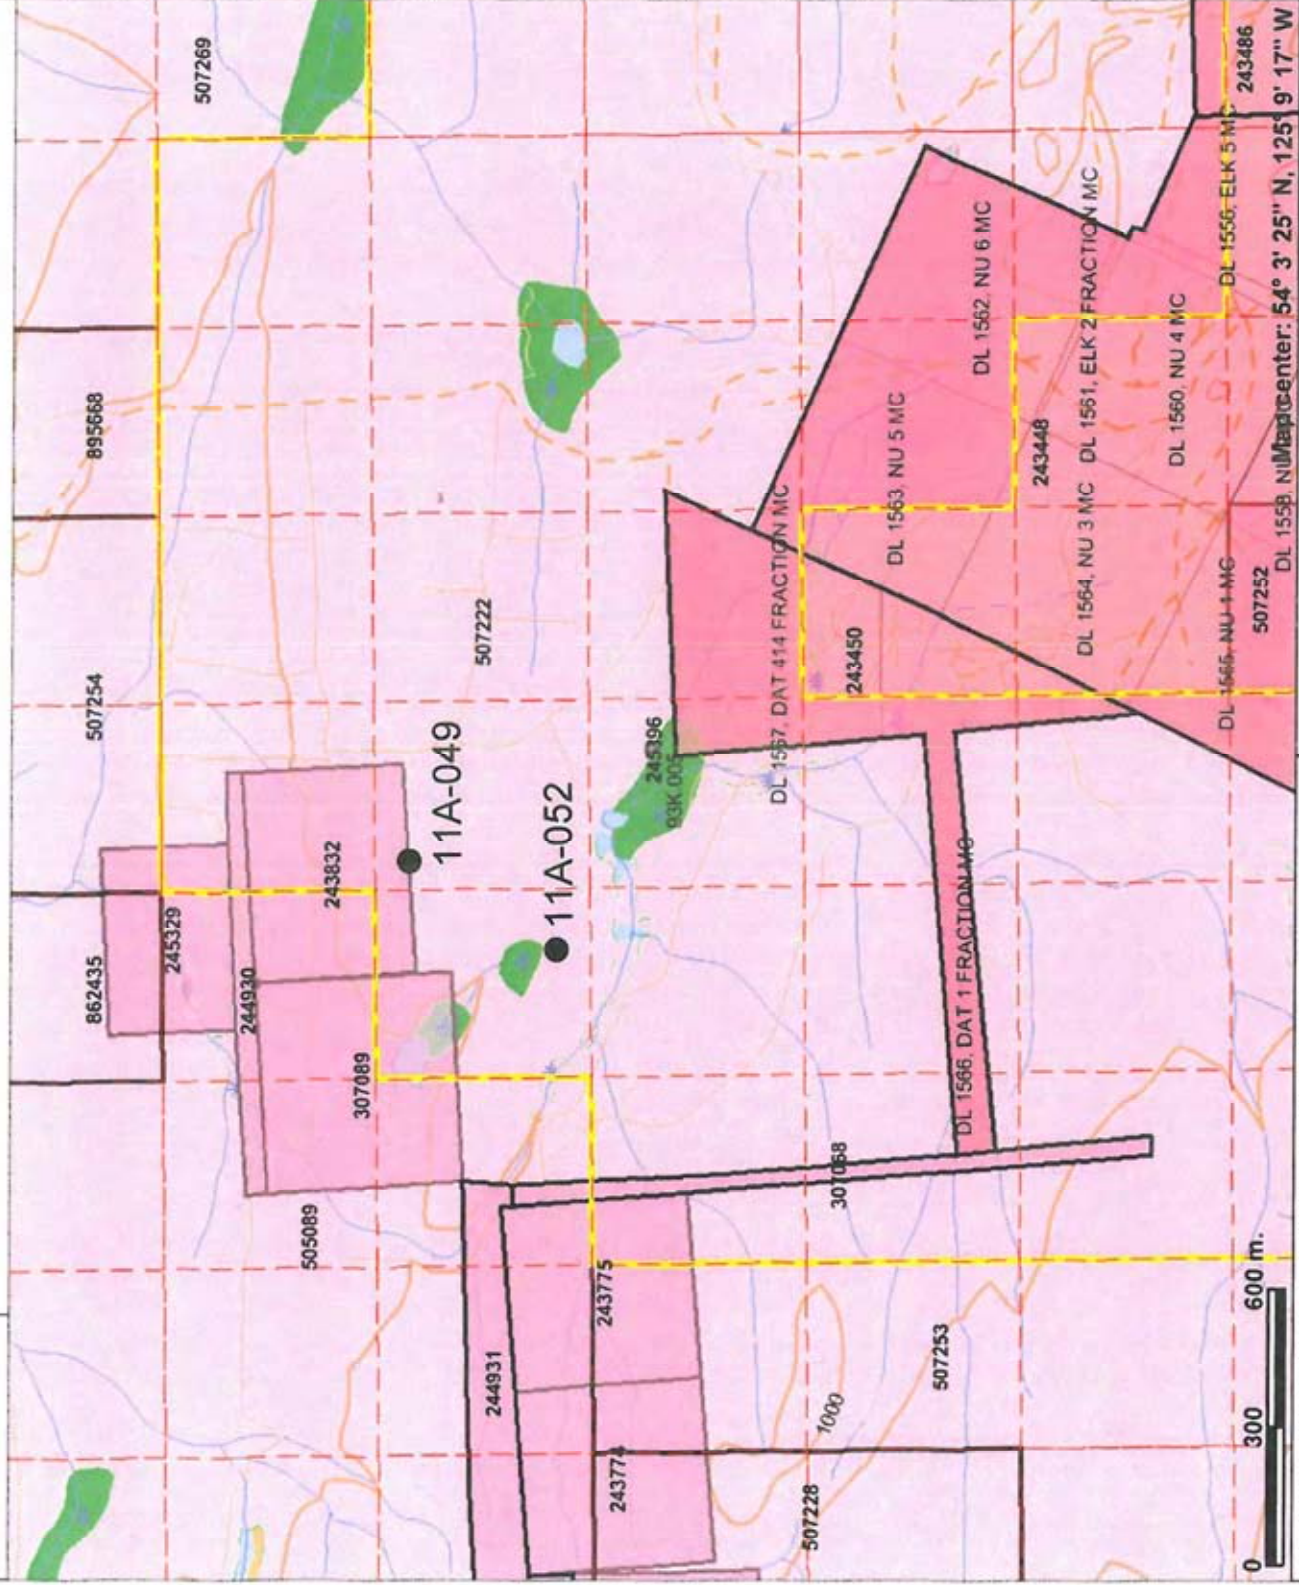 507269
895668
507254
862435
245329
244930
243832
307089
505089
11A-049
11A-052
507222
245396
93K.005
DL 1567, DAT 414 FRACTION MC
243450
DL 1563, NU 5 MC
DL 1562, NU 6 MC
243448
DL 1564, NU 3 MC
DL 1561, ELK 2 FRACTION MC
DL 1560, NU 4 MC
DL 1556, ELK 5 MC
243486
DL 1565, NU 1 MC
507252
DL 1558
DL 1566, DAT 1 FRACTION MC
307068
244931
243775
243774
1000
507253
507228
0 300 600 m.
Map center: 54° 3' 25" N, 125° 9' 17" W